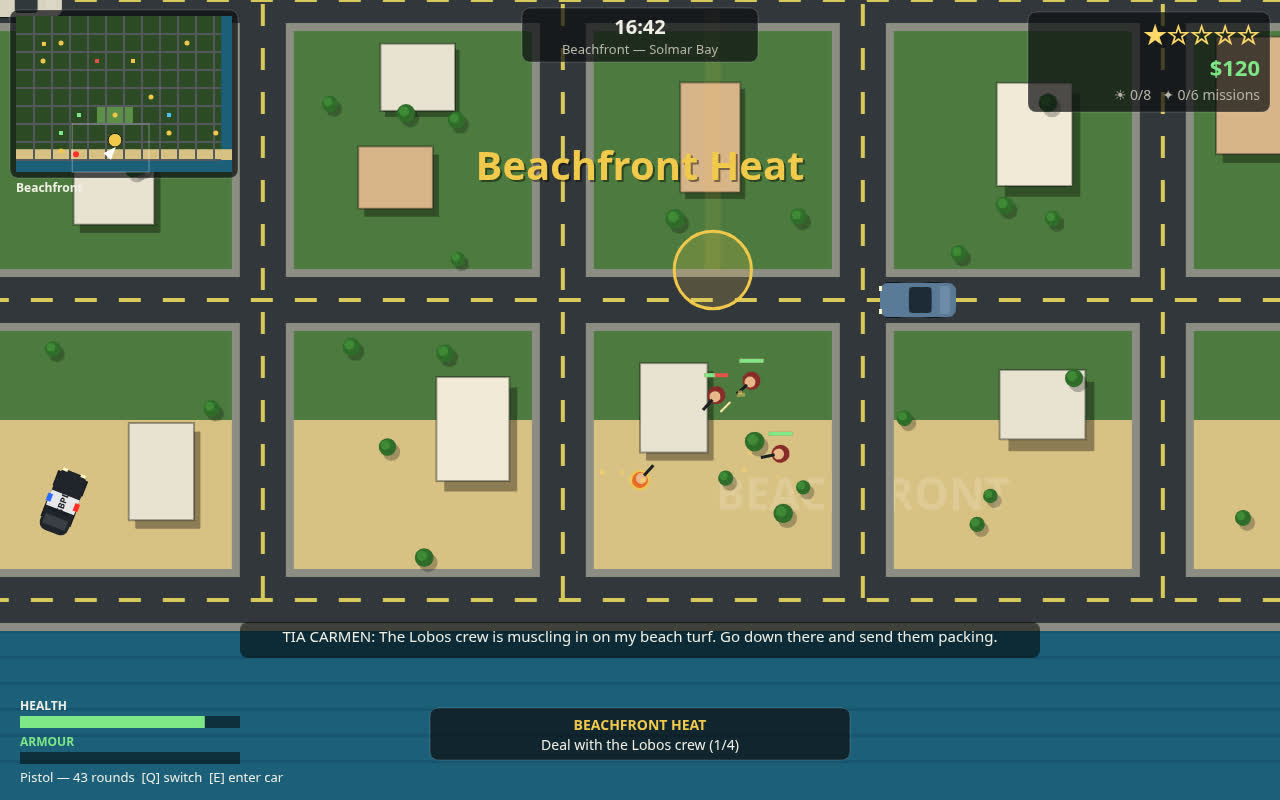 16:42
Beachfront — Solmar Bay
★☆☆☆☆
$120
☀ 0/8 ✦ 0/6 missions
Beachfront
Beachfront Heat
BEACHFRONT
TIA CARMEN: The Lobos crew is muscling in on my beach turf. Go down there and send them packing.
HEALTH
ARMOUR
Pistol — 43 rounds [Q] switch [E] enter car
BEACHFRONT HEAT
Deal with the Lobos crew (1/4)